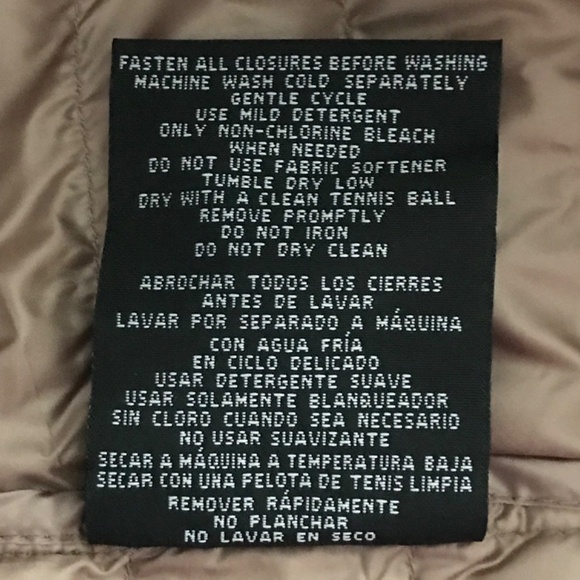 FASTEN ALL CLOSURES BEFORE WASHING
MACHINE WASH COLD SEPARATELY
GENTLE CYCLE
USE MILD DETERGENT
ONLY NON-CHLORINE BLEACH
WHEN NEEDED
DO NOT USE FABRIC SOFTENER
TUMBLE DRY LOW
DRY WITH A CLEAN TENNIS BALL
REMOVE PROMPTLY
DO NOT IRON
DO NOT DRY CLEAN
ABROCHAR TODOS LOS CIERRES
ANTES DE LAVAR
LAVAR POR SEPARADO A MÁQUINA
CON AGUA FRÍA
EN CICLO DELICADO
USAR DETERGENTE SUAVE
USAR SOLAMENTE BLANQUEADOR
SIN CLORO CUANDO SEA NECESARIO
NO USAR SUAVIZANTE
SECAR A MÁQUINA A TEMPERATURA BAJA
SECAR CON UNA PELOTA DE TENIS LIMPIA
REMOVER RÁPIDAMENTE
NO PLANCHAR
NO LAVAR EN SECO